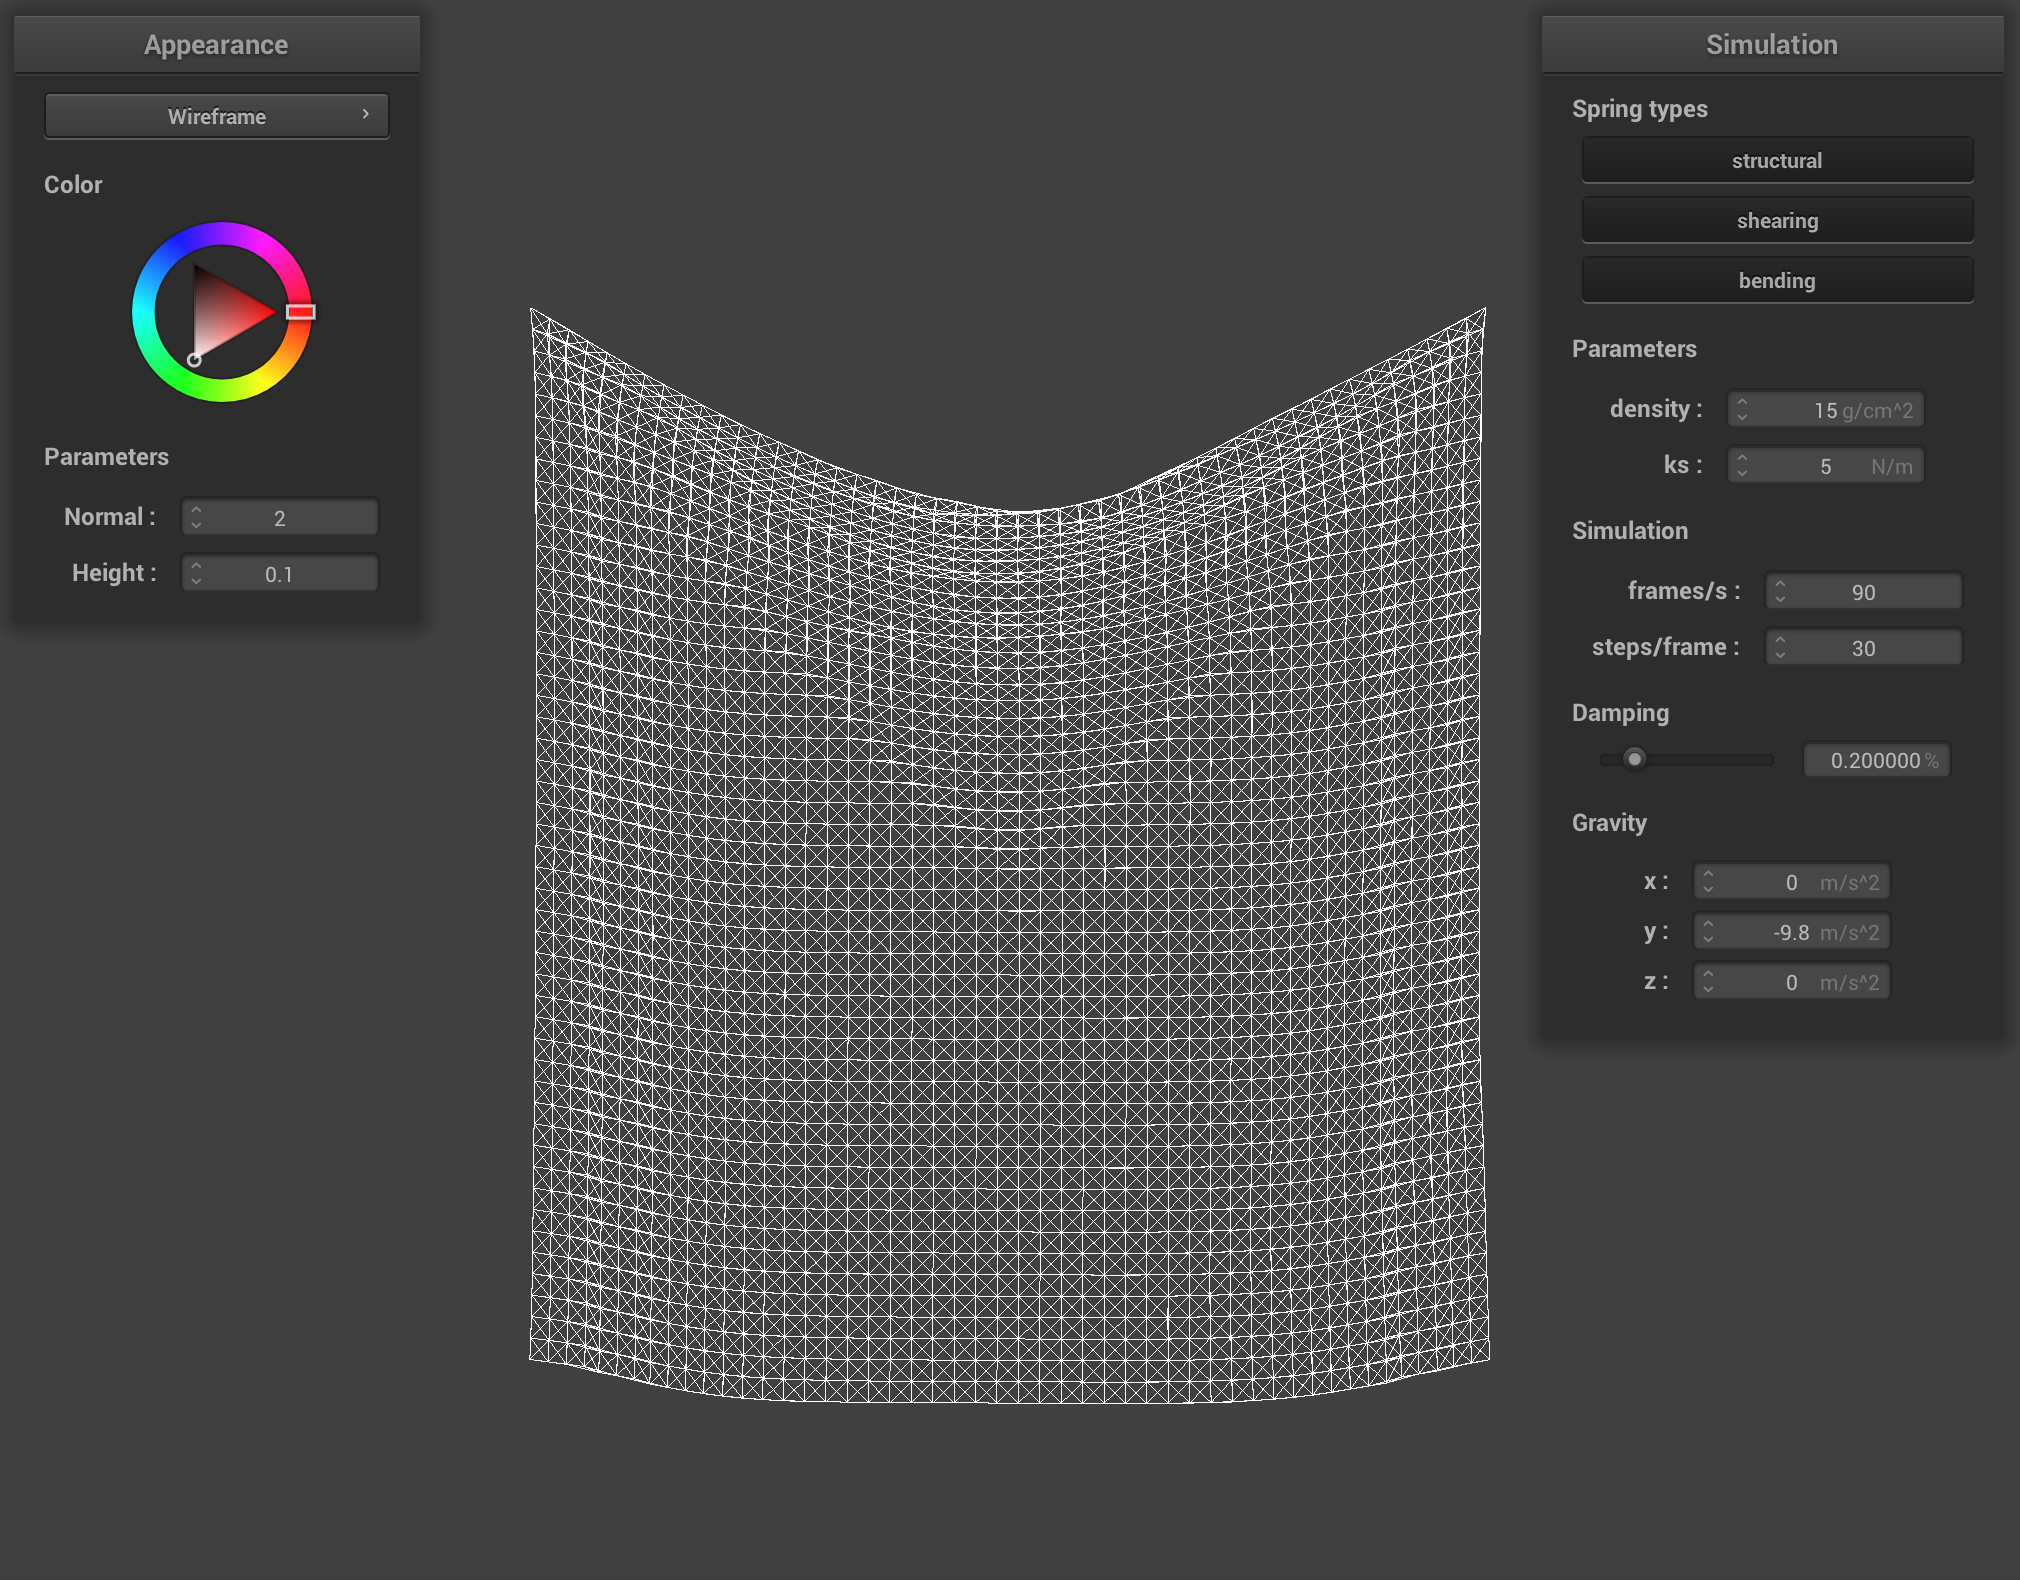 Appearance
Wireframe
Color
Parameters
Normal : 2
Height : 0.1
Simulation
Spring types
structural
shearing
bending
Parameters
density : 15 g/cm^2
ks : 5 N/m
Simulation
frames/s : 90
steps/frame : 30
Damping
0.200000 %
Gravity
x : 0 m/s^2
y : -9.8 m/s^2
z : 0 m/s^2